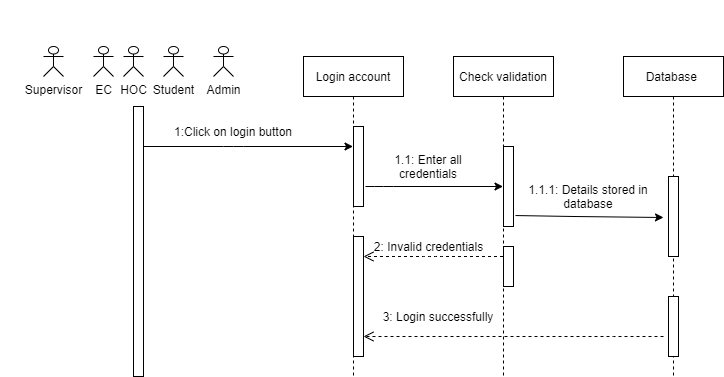 Supervisor EC HOC Student Admin
Login account
Check validation
Database
1:Click on login button
1.1: Enter all
credentials
1.1.1: Details stored in
database
2: Invalid credentials
3: Login successfully